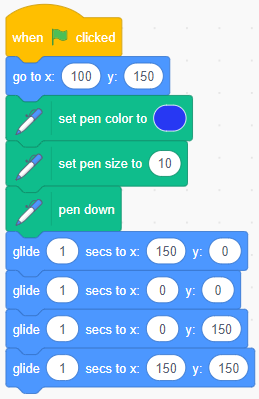 when clicked
go to x: 100 y: 150
set pen color to
set pen size to 10
pen down
glide 1 secs to x: 150 y: 0
glide 1 secs to x: 0 y: 0
glide 1 secs to x: 0 y: 150
glide 1 secs to x: 150 y: 150